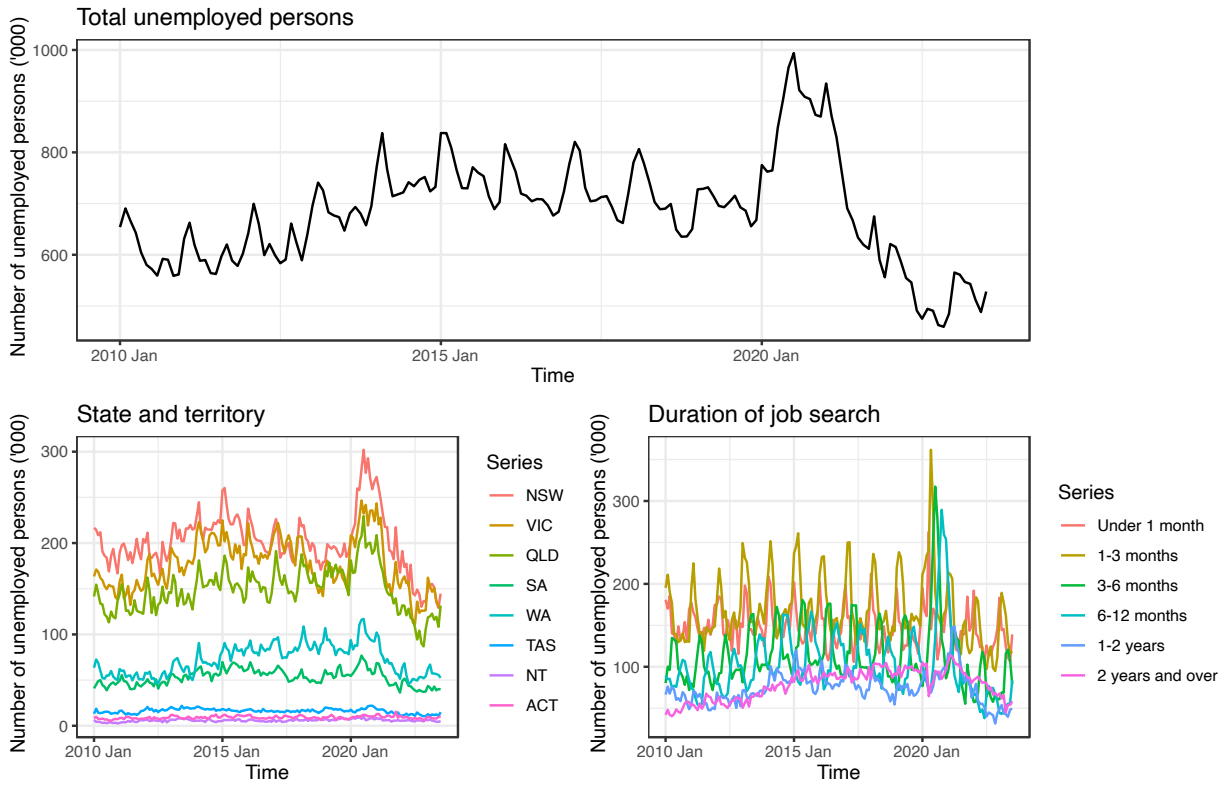 Total unemployed persons
Number of unemployed persons ('000)
1000
800
600
2010 Jan
2015 Jan
2020 Jan
Time
State and territory
Number of unemployed persons ('000)
300
200
100
0
2010 Jan
2015 Jan
2020 Jan
Time
Series
NSW
VIC
QLD
SA
WA
TAS
NT
ACT
Duration of job search
Number of unemployed persons ('000)
300
200
100
2010 Jan
2015 Jan
2020 Jan
Time
Series
Under 1 month
1-3 months
3-6 months
6-12 months
1-2 years
2 years and over